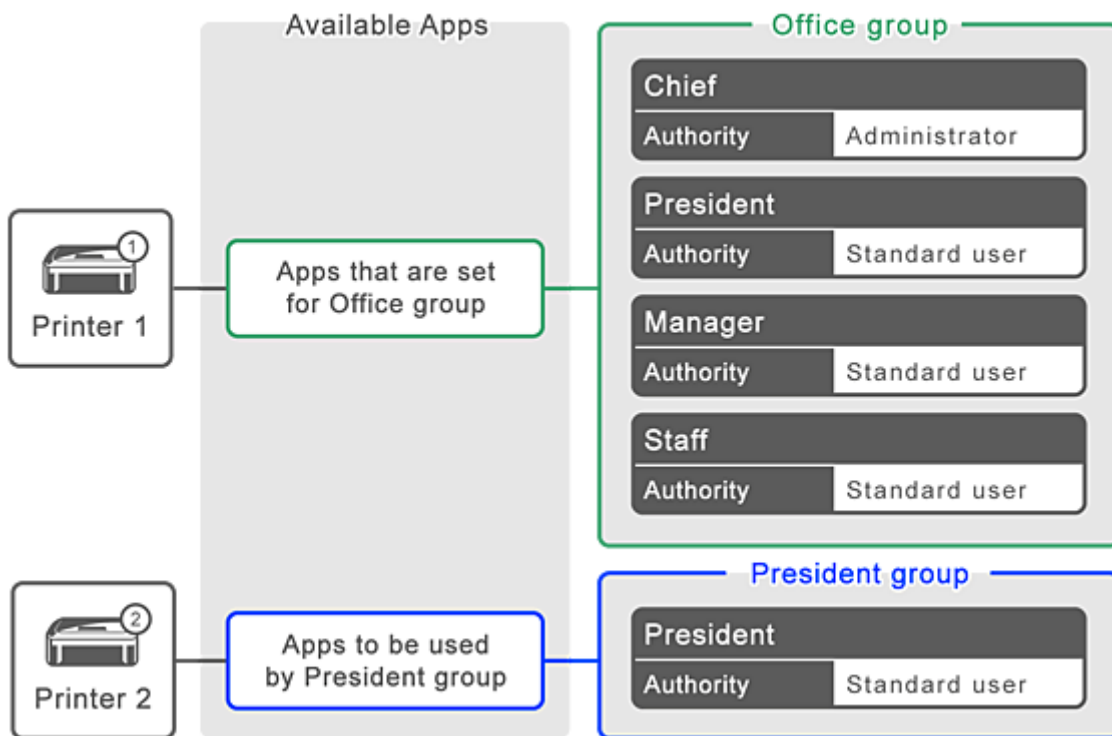 Available Apps
Office group
Chief
Authority Administrator
President
Authority Standard user
1
Printer 1
Apps that are set
for Office group
Manager
Authority Standard user
Staff
Authority Standard user
President group
2
Printer 2
Apps to be used
by President group
President
Authority Standard user